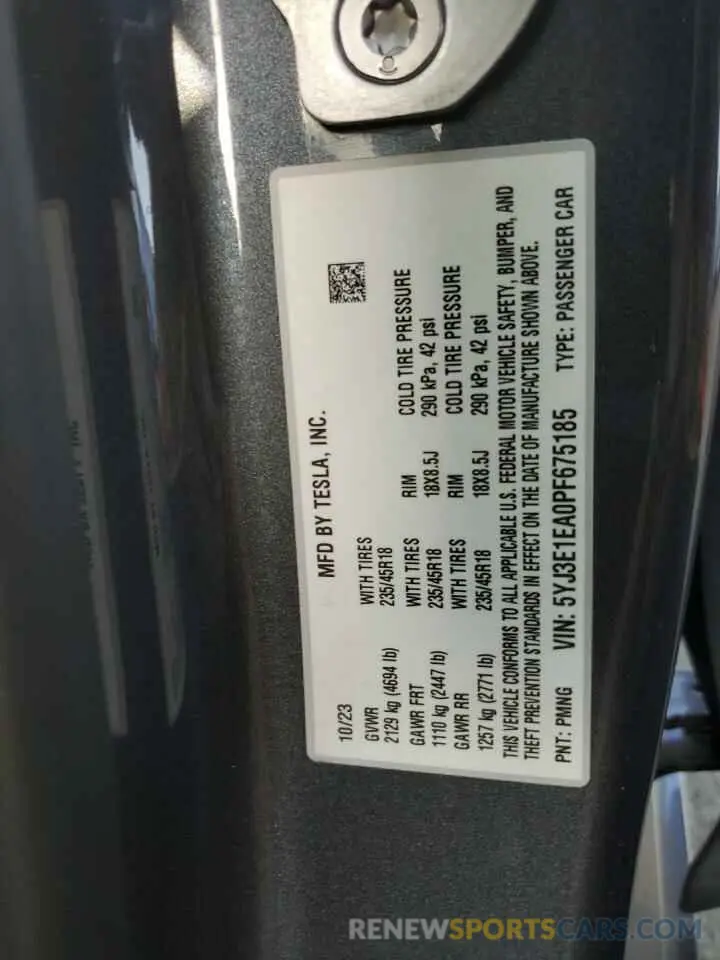 MFD BY TESLA, INC.
10/23
GVWR WITH TIRES
2129 kg (4694 lb) 235/45R18
GAWR FRT WITH TIRES RIM COLD TIRE PRESSURE
1110 kg (2447 lb) 235/45R18 18X8.5J 290 kPa, 42 psi
GAWR RR WITH TIRES RIM COLD TIRE PRESSURE
1257 kg (2771 lb) 235/45R18 18X8.5J 290 kPa, 42 psi
THIS VEHICLE CONFORMS TO ALL APPLICABLE U.S. FEDERAL MOTOR VEHICLE SAFETY, BUMPER, AND
THEFT PREVENTION STANDARDS IN EFFECT ON THE DATE OF MANUFACTURE SHOWN ABOVE.
PNT: PMNG VIN: 5YJ3E1EA0PF675185 TYPE: PASSENGER CAR
RENEWSPORTSCARS.COM